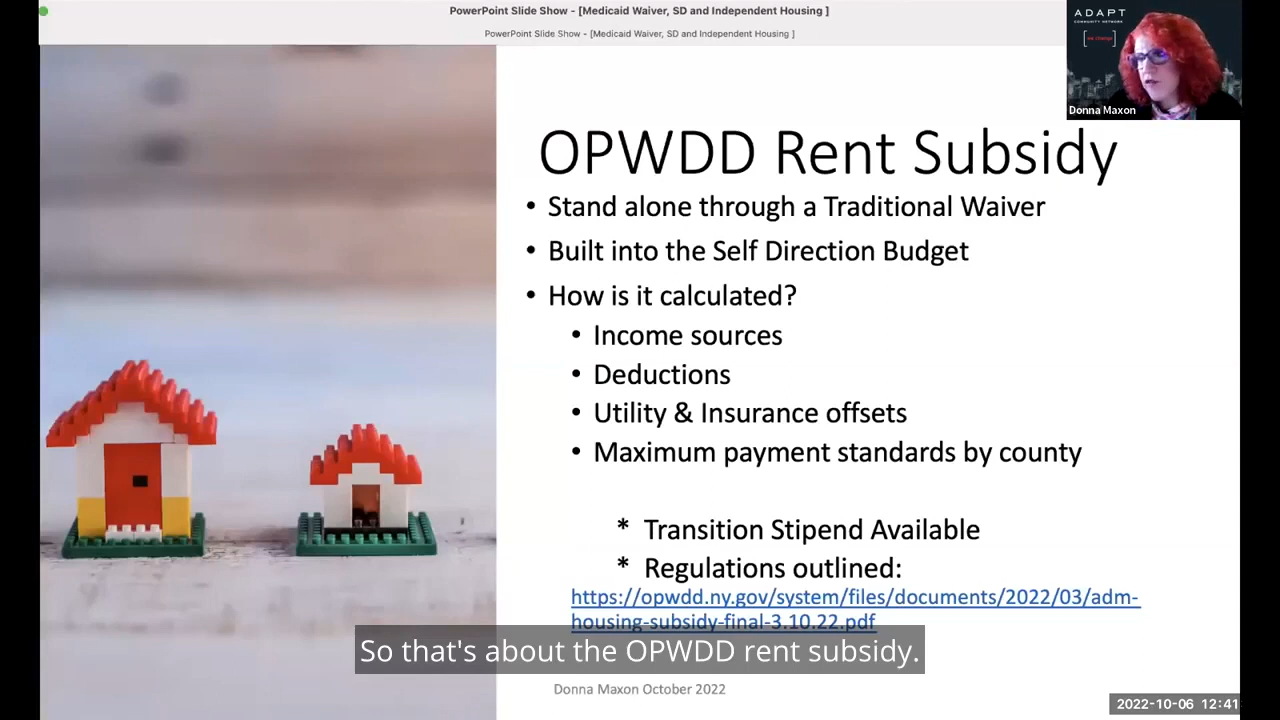 PowerPoint Slide Show - [Medicaid Waiver, SD and Independent Housing ]
PowerPoint Slide Show - [Medicaid Waiver, SD and Independent Housing ]
ADAPT
COMMUNITY NETWORK
[we change]
Donna Maxon
OPWDD Rent Subsidy
• Stand alone through a Traditional Waiver
• Built into the Self Direction Budget
• How is it calculated?
• Income sources
• Deductions
• Utility & Insurance offsets
• Maximum payment standards by county
* Transition Stipend Available
* Regulations outlined:
https://opwdd.ny.gov/system/files/documents/2022/03/adm-
housing-subsidy-final-3.10.22.pdf
So that's about the OPWDD rent subsidy.
Donna Maxon October 2022
2022-10-06 12:41